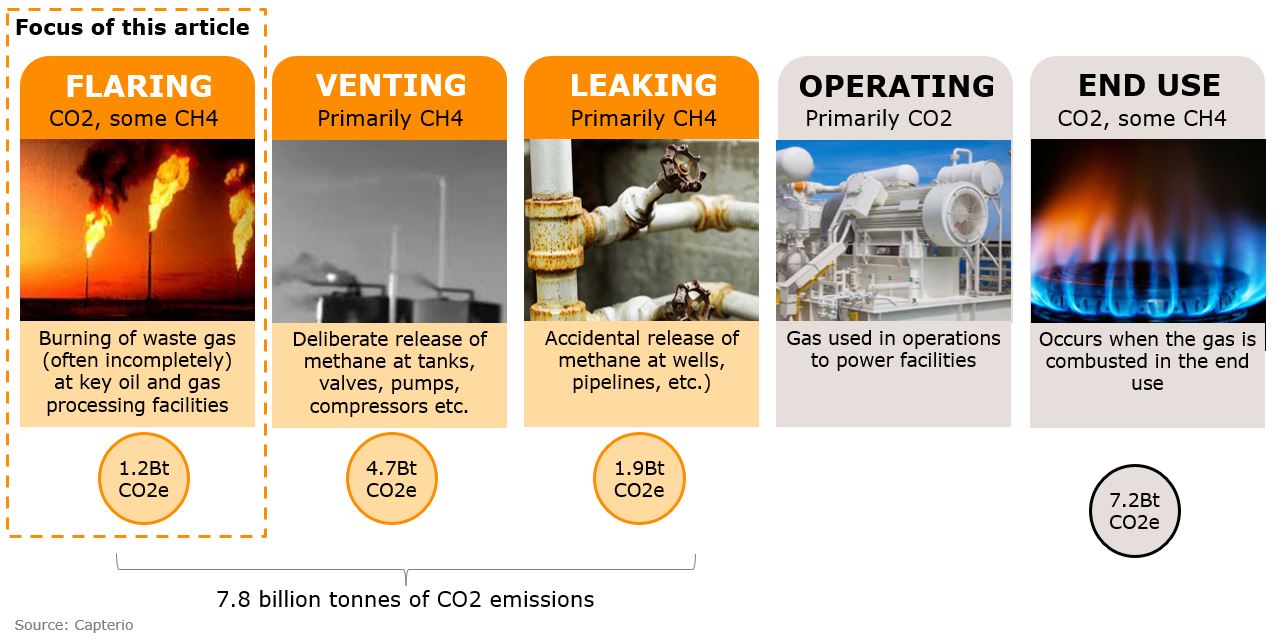 Focus of this article
FLARING
CO2, some CH4
Burning of waste gas
(often incompletely)
at key oil and gas
processing facilities
1.2Bt
CO2e
VENTING
Primarily CH4
Deliberate release of
methane at tanks,
valves, pumps,
compressors etc.
4.7Bt
CO2e
LEAKING
Primarily CH4
Accidental release of
methane at wells,
pipelines, etc.)
1.9Bt
CO2e
OPERATING
Primarily CO2
Gas used in operations
to power facilities
END USE
CO2, some CH4
Occurs when the gas is
combusted in the end
use
7.2Bt
CO2e
7.8 billion tonnes of CO2 emissions
Source: Capterio